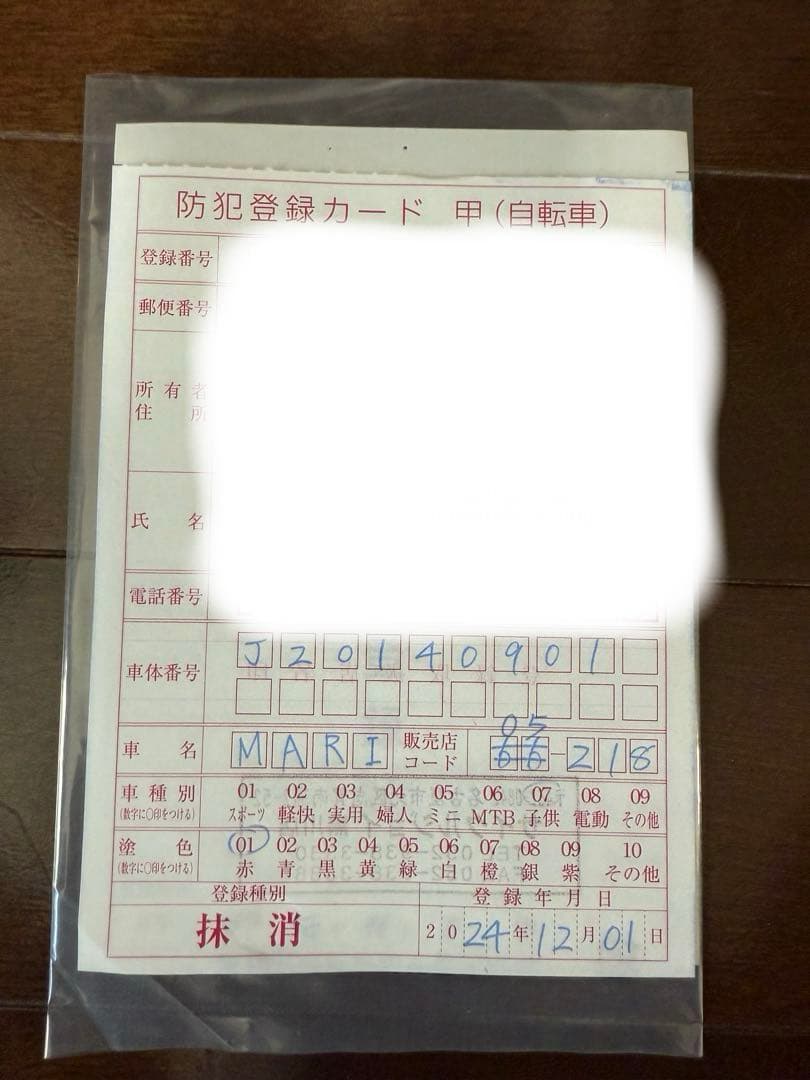 防犯登録カード 甲(自転車)
登録番号
郵便番号
所有者
住所
氏名
電話番号
車体番号 J20140901
車名 MARI 販売店コード 05 66-218
車種別 (数字に○印をつける) 01 スポーツ 02 軽快 03 実用 04 婦人 05 ミニ 06 MTB 07 子供 08 電動 09 その他
塗色 (数字に○印をつける) 01 赤 02 青 03 黒 04 黄 05 緑 06 白 07 橙 08 銀 09 紫 10 その他
登録種別 登録年月日
抹消 2024年12月01日